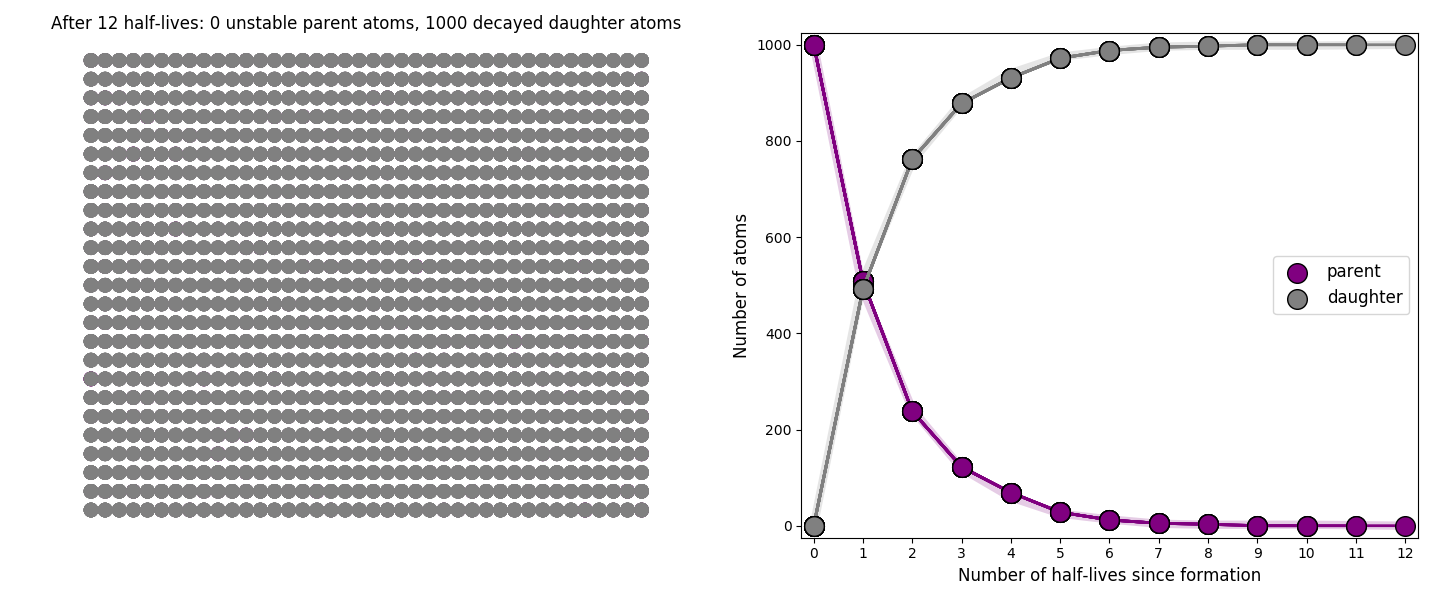 After 12 half-lives: 0 unstable parent atoms, 1000 decayed daughter atoms
1000
800
600
400
200
0
Number of atoms
parent
daughter
0 1 2 3 4 5 6 7 8 9 10 11 12
Number of half-lives since formation